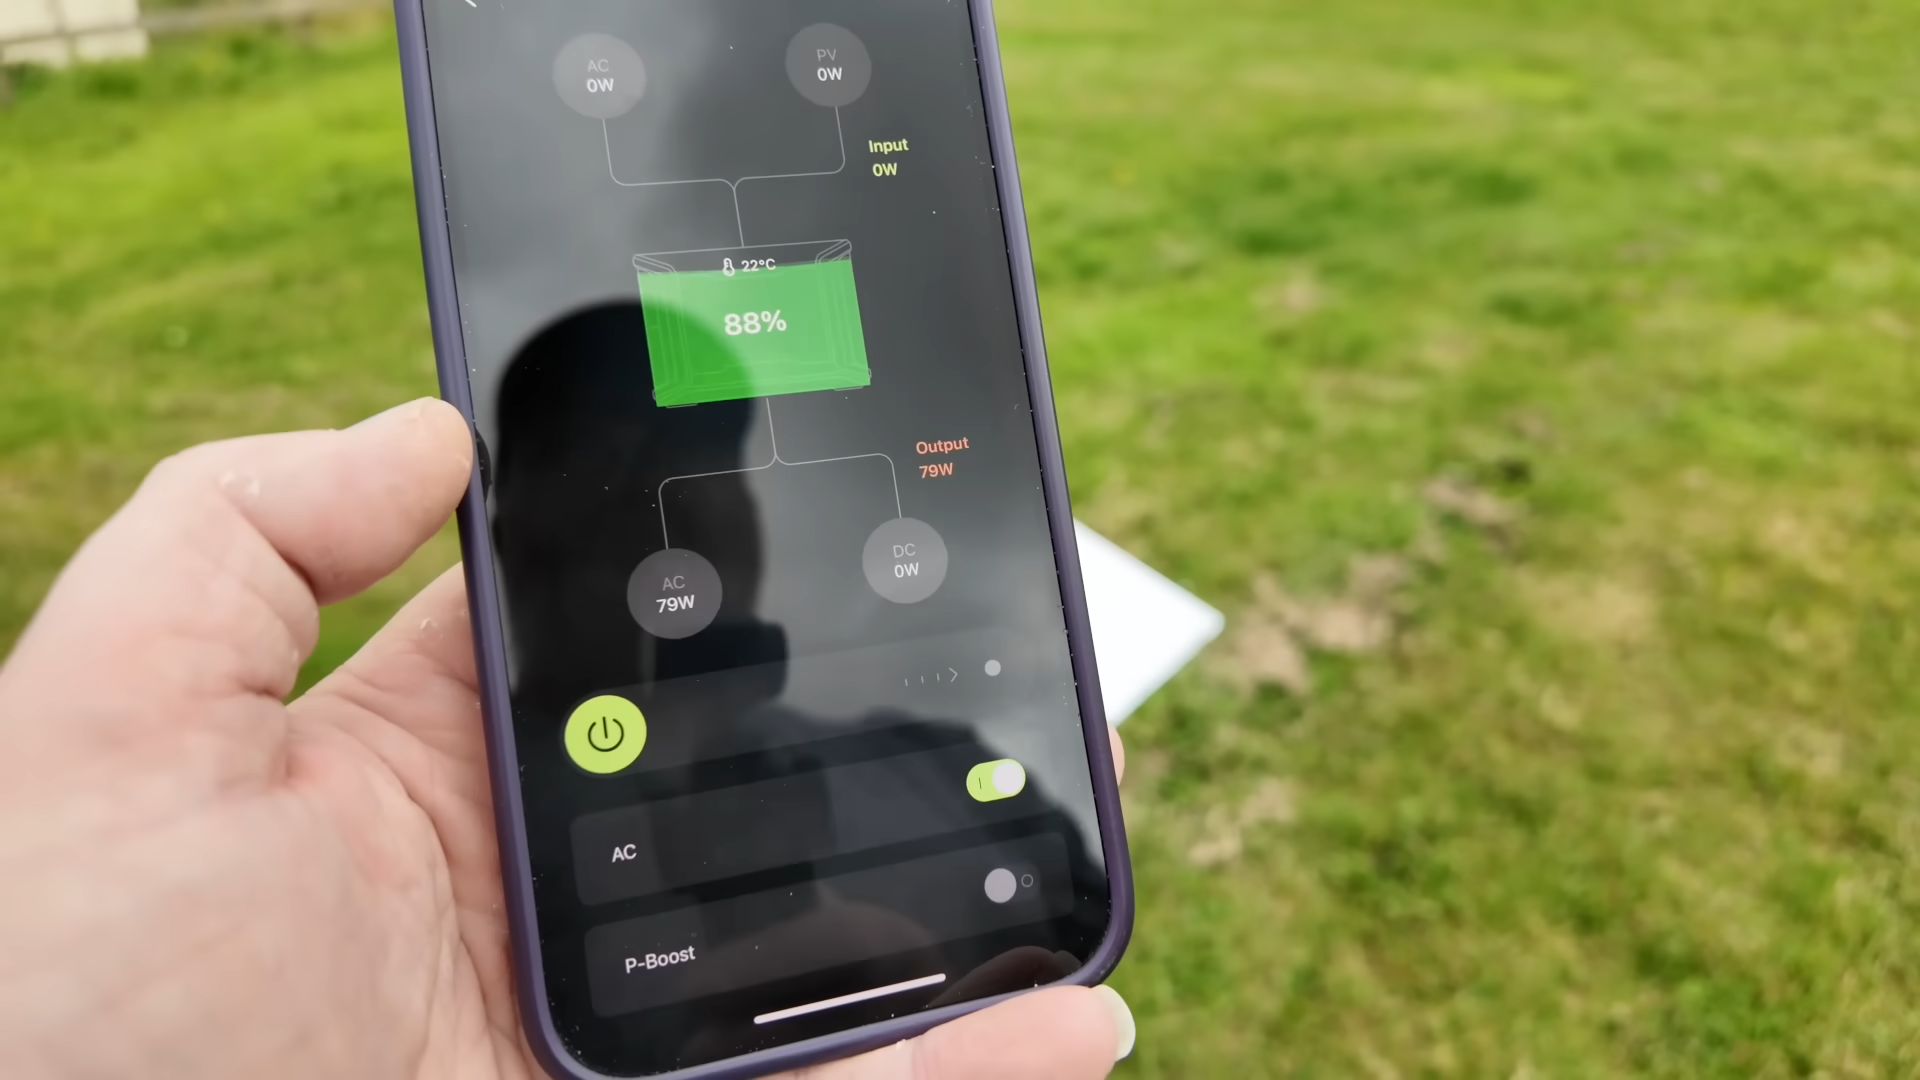 AC
0W
PV
0W
Input
0W
22°C
88%
Output
79W
AC
79W
DC
0W
AC
P-Boost